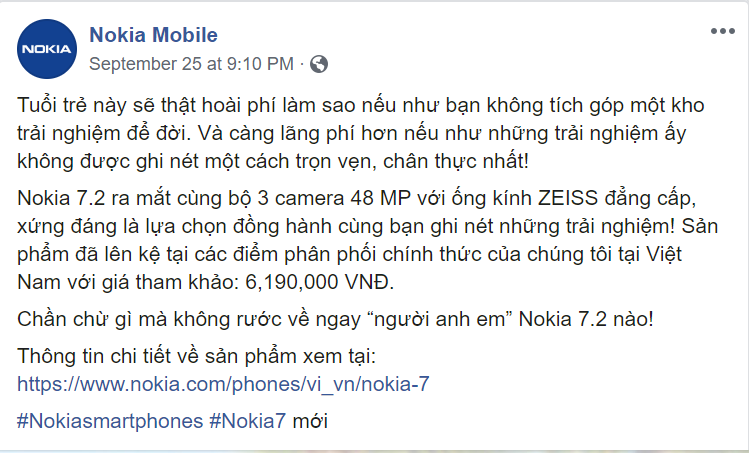 NOKIA
Nokia Mobile
September 25 at 9:10 PM ·
Tuổi trẻ này sẽ thật hoài phí làm sao nếu như bạn không tích góp một kho
trải nghiệm để đời. Và càng lãng phí hơn nếu như những trải nghiệm ấy
không được ghi nét một cách trọn vẹn, chân thực nhất!
Nokia 7.2 ra mắt cùng bộ 3 camera 48 MP với ống kính ZEISS đẳng cấp,
xứng đáng là lựa chọn đồng hành cùng bạn ghi nét những trải nghiệm! Sản
phẩm đã lên kệ tại các điểm phân phối chính thức của chúng tôi tại Việt
Nam với giá tham khảo: 6,190,000 VNĐ.
Chần chừ gì mà không rước về ngay “người anh em” Nokia 7.2 nào!
Thông tin chi tiết về sản phẩm xem tại:
https://www.nokia.com/phones/vi_vn/nokia-7
#Nokiasmartphones #Nokia7 mới